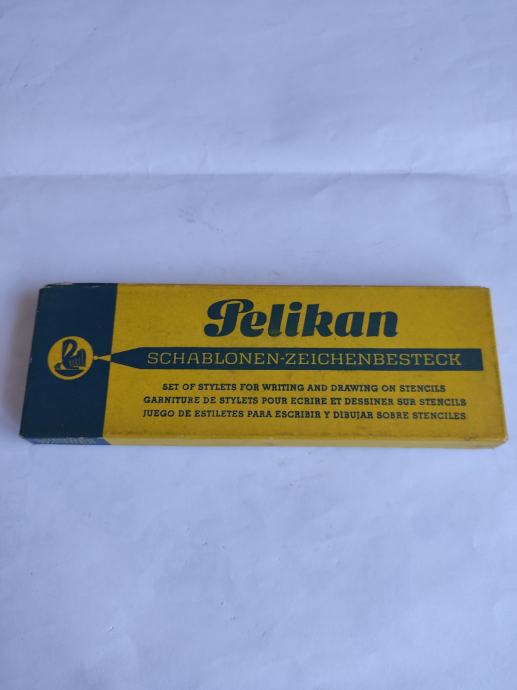 Pelikan
SCHABLONEN-ZEICHENBESTECK
SET OF STYLETS FOR WRITING AND DRAWING ON STENCILS
GARNITURE DE STYLETS POUR ECRIRE ET DESSINER SUR STENCILS
JUEGO DE ESTILETES PARA ESCRIBIR Y DIBUJAR SOBRE STENCILES